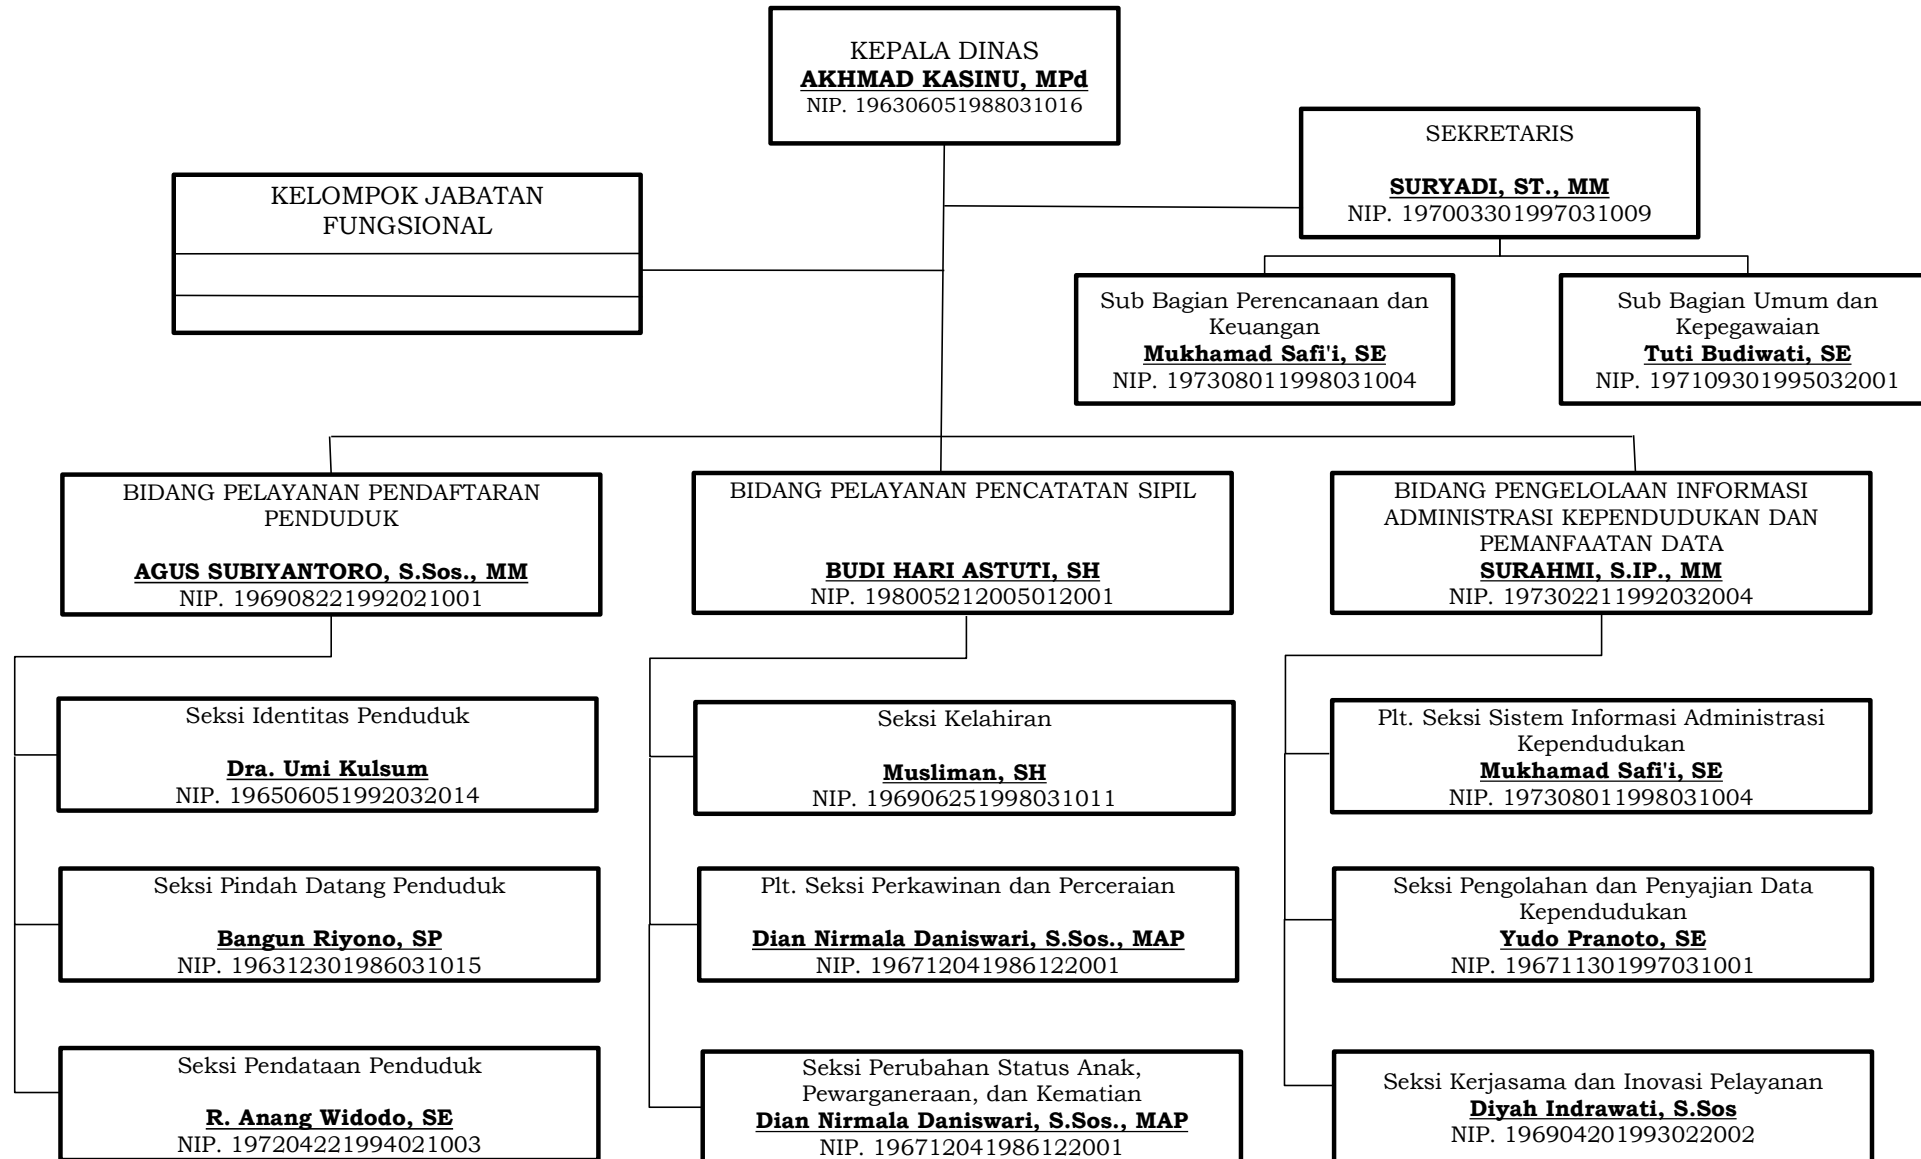 KEPALA DINAS
AKHMAD KASINU, MPd
NIP. 196306051988031016
SEKRETARIS
SURYADI, ST., MM
NIP. 197003301997031009
KELOMPOK JABATAN
FUNGSIONAL
Sub Bagian Perencanaan dan
Keuangan
Mukhamad Safi'i, SE
NIP. 197308011998031004
Sub Bagian Umum dan
Kepegawaian
Tuti Budiwati, SE
NIP. 197109301995032001
BIDANG PELAYANAN PENDAFTARAN
PENDUDUK
AGUS SUBIYANTORO, S.Sos., MM
NIP. 196908221992021001
BIDANG PELAYANAN PENCATATAN SIPIL
BUDI HARI ASTUTI, SH
NIP. 198005212005012001
BIDANG PENGELOLAAN INFORMASI
ADMINISTRASI KEPENDUDUKAN DAN
PEMANFAATAN DATA
SURAHMI, S.IP., MM
NIP. 197302211992032004
Seksi Identitas Penduduk
Dra. Umi Kulsum
NIP. 196506051992032014
Seksi Kelahiran
Musliman, SH
NIP. 196906251998031011
Plt. Seksi Sistem Informasi Administrasi
Kependudukan
Mukhamad Safi'i, SE
NIP. 197308011998031004
Seksi Pindah Datang Penduduk
Bangun Riyono, SP
NIP. 196312301986031015
Plt. Seksi Perkawinan dan Perceraian
Dian Nirmala Daniswari, S.Sos., MAP
NIP. 196712041986122001
Seksi Pengolahan dan Penyajian Data
Kependudukan
Yudo Pranoto, SE
NIP. 196711301997031001
Seksi Pendataan Penduduk
R. Anang Widodo, SE
NIP. 197204221994021003
Seksi Perubahan Status Anak,
Pewarganeraan, dan Kematian
Dian Nirmala Daniswari, S.Sos., MAP
NIP. 196712041986122001
Seksi Kerjasama dan Inovasi Pelayanan
Diyah Indrawati, S.Sos
NIP. 196904201993022002